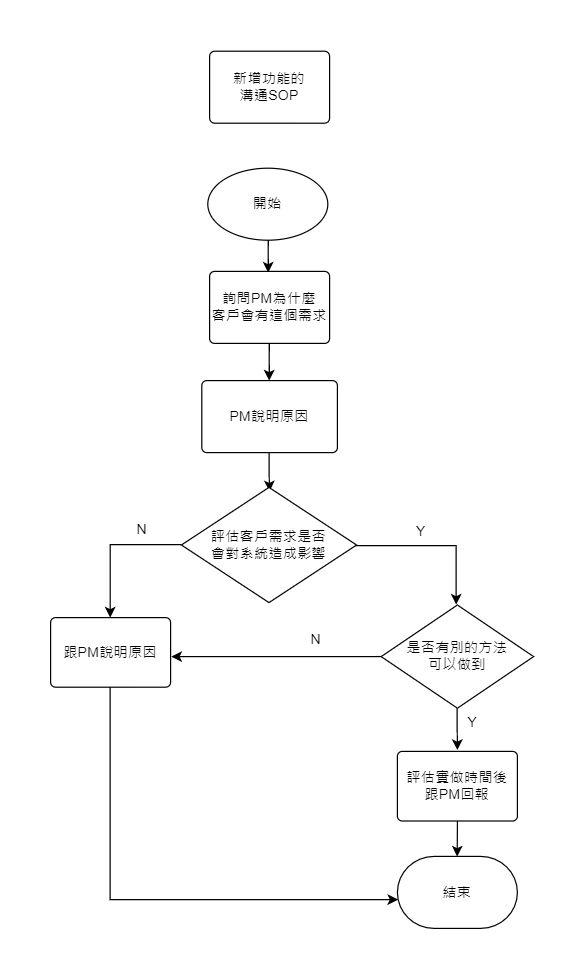 新增功能的
溝通SOP
開始
詢問PM為什麼
客戶會有這個需求
PM說明原因
評估客戶需求是否
會對系統造成影響
N
Y
跟PM說明原因
N
是否有別的方法
可以做到
Y
評估實做時間後
跟PM回報
結束